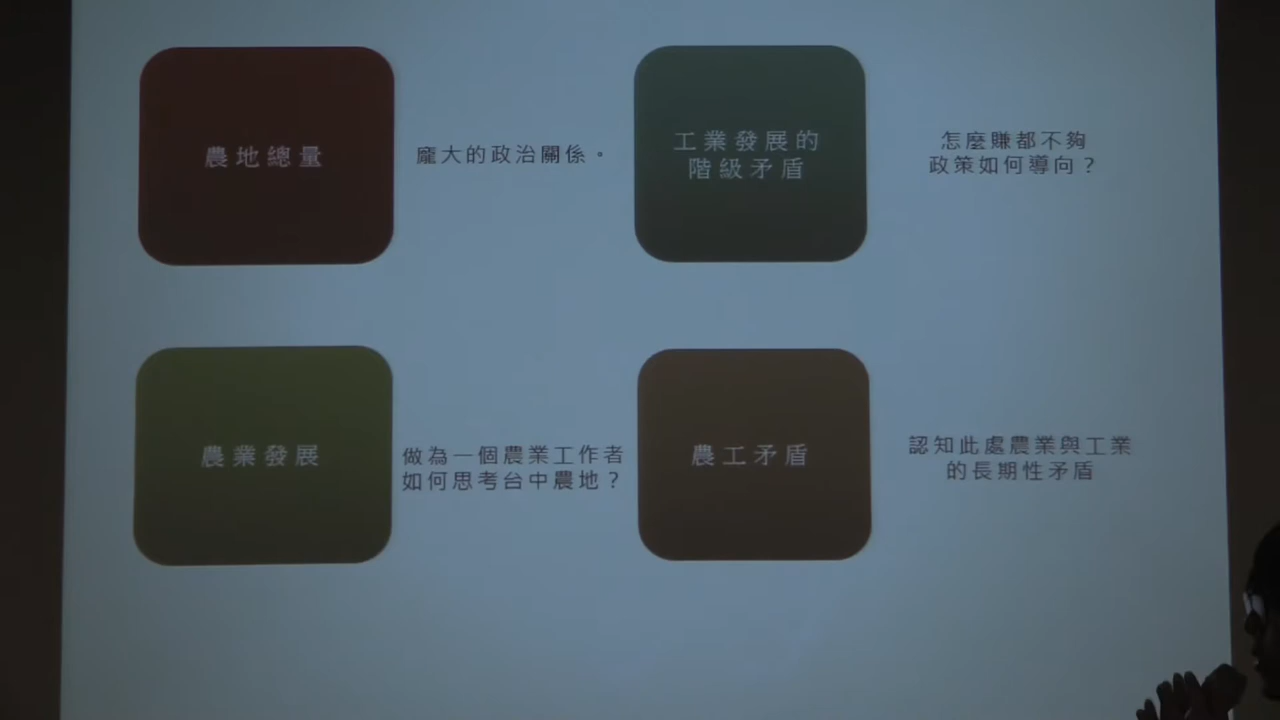 農地總量
龐大的政治關係。
工業發展的
階級矛盾
怎麼賺都不夠
政策如何導向？
農業發展
做為一個農業工作者
如何思考台中農地？
農工矛盾
認知此處農業與工業
的長期性矛盾